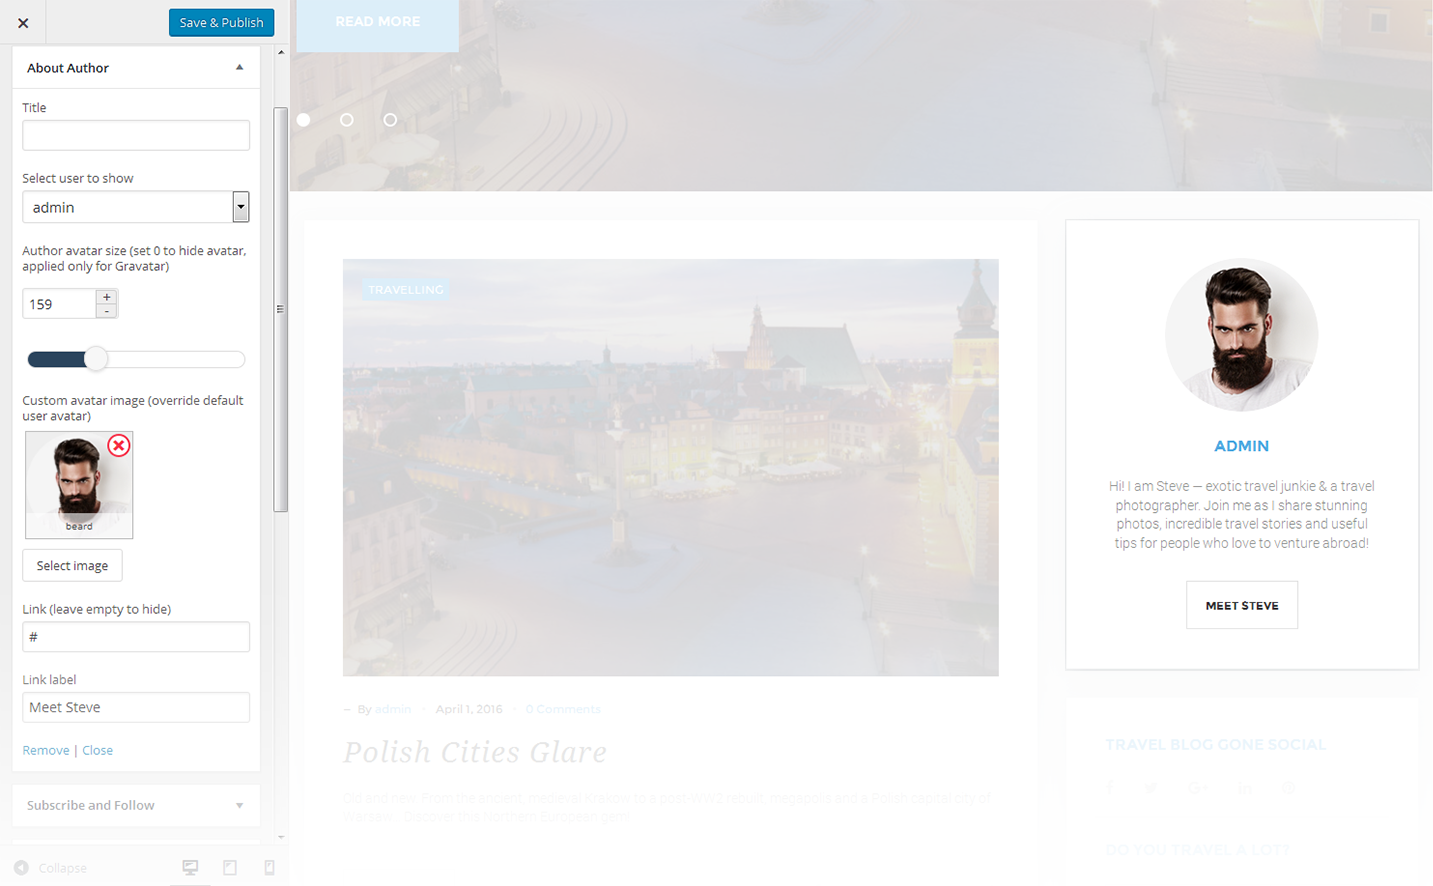 Save & Publish
About Author
Title
Select user to show
admin
Author avatar size (set 0 to hide avatar,
applied only for Gravatar)
159
+
-
Custom avatar image (override default
user avatar)
beard
Select image
Link (leave empty to hide)
#
Link label
Meet Steve
Remove | Close
Subscribe and Follow
Collapse
READ MORE
TRAVELLING
– By admin
April 1, 2016
0 Comments
Polish Cities Glare
Old and new. From the ancient, medieval Krakow to a post-WW2 rebuilt, megapolis and a Polish capital city of
Warsaw... Discover this Northern European gem!
ADMIN
Hi! I am Steve — exotic travel junkie & a travel
photographer. Join me as I share stunning
photos, incredible travel stories and useful
tips for people who love to venture abroad!
MEET STEVE
TRAVEL BLOG GONE SOCIAL
DO YOU TRAVEL A LOT?